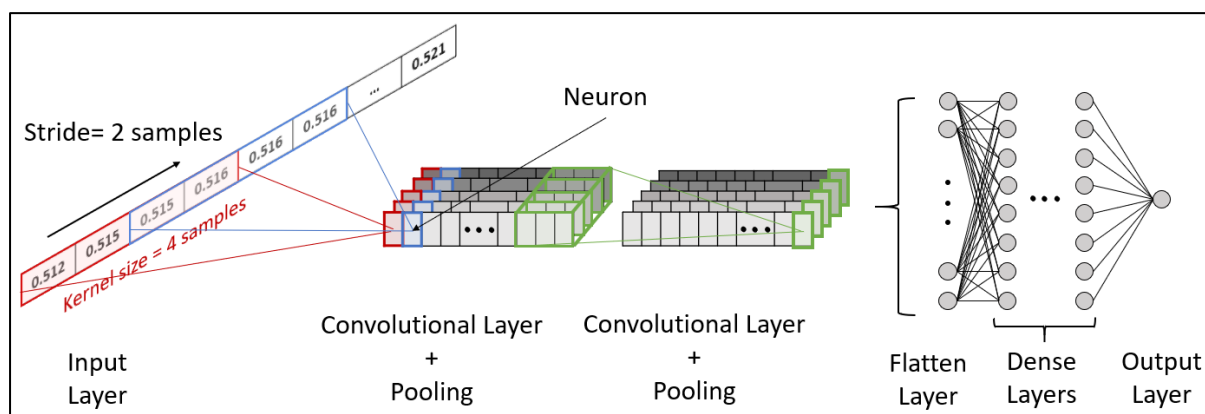 0.512 0.515 0.515 0.516 0.516 0.516 ... 0.521
Stride= 2 samples
Kernel size = 4 samples
Neuron
Input
Layer
Convolutional Layer
+
Pooling
Convolutional Layer
+
Pooling
Flatten
Layer
Dense
Layers
Output
Layer